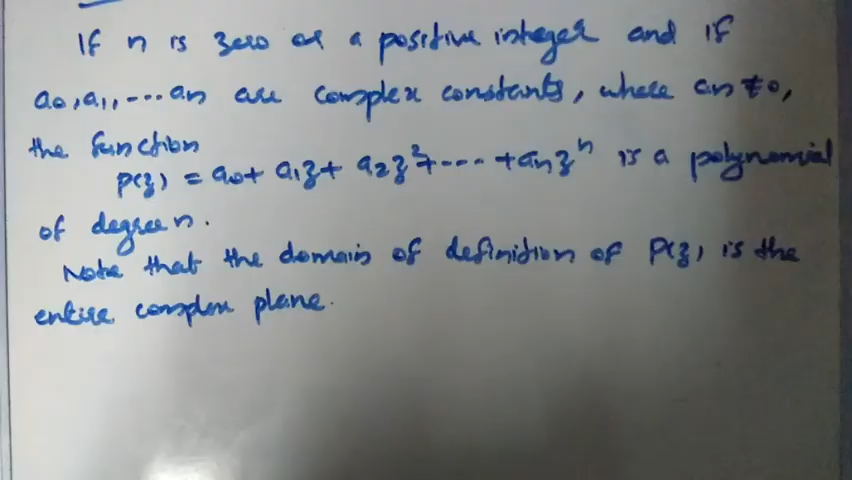 If n is zero or a positive integer and if
a₀, a₁, ... aₙ are complex constants, where aₙ ≠ 0,
the function
P(z) = a₀ + a₁z + a₂z² + .... + aₙzⁿ is a polynomial
of degree n.
Note that the domain of definition of P(z) is the
entire complex plane.